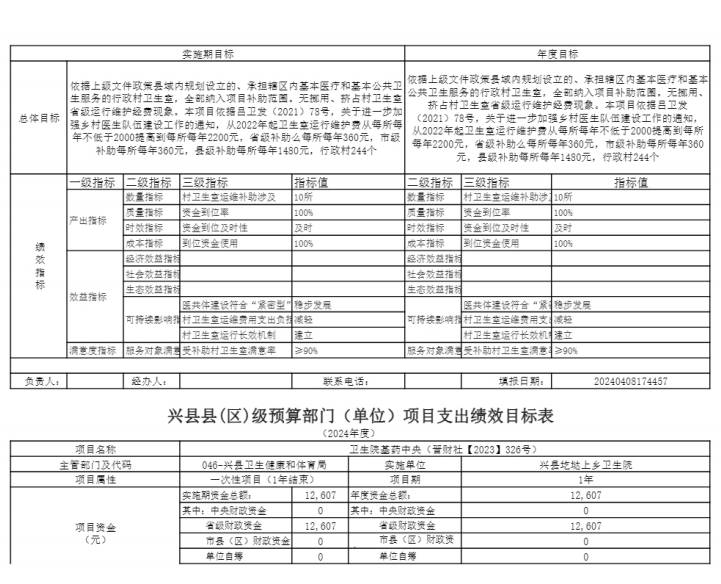 实施期目标 年度目标
总体目标
依据上级文件政策县域内规划设立的、承担辖区内基本医疗和基本公共卫
生服务的行政村卫生室，全部纳入项目补助范围，无挪用、挤占村卫生室
省级运行维护经费现象。本项目依据吕卫发（2021）78号，关于进一步加
强乡村医生队伍建设工作的通知，从2022年起卫生室运行维护费从每所每
年不低于2000提高到每所每年2200元，省级补助么每所每年360元，市级
补助每所每年360元，县级补助每所每年1480元，行政村244个
依据上级文件政策县域内规划设立的、承担辖区内基本医疗和基本
公共卫生服务的行政村卫生室，全部纳入项目补助范围，无挪用、
挤占村卫生室省级运行维护经费现象。本项目依据吕卫发
（2021）78号，关于进一步加强乡村医生队伍建设工作的通知，
从2022年起卫生室运行维护费从每所每年不低于2000提高到每所
每年2200元，省级补助么每所每年360元，市级补助每所每年360
元，县级补助每所每年1480元，行政村244个
绩效指标
一级指标 二级指标 三级指标 指标值 二级指标 三级指标 指标值
产出指标
数量指标 村卫生室运维补助涉及 10所 数量指标 村卫生室运维补助涉及 10所
质量指标 资金到位率 100% 质量指标 资金到位率 100%
时效指标 资金到位及时性 及时 时效指标 资金到位及时性 及时
成本指标 到位资金使用 100% 成本指标 到位资金使用 100%
效益指标
经济效益指标 经济效益指标
社会效益指标 社会效益指标
生态效益指标 生态效益指标
医共体建设符合“紧密型” 稳步发展 医共体建设符合“紧密 稳步发展
可持续影响指 村卫生室运维费用支出负担 减轻 可持续影响指 村卫生室运维费用支 减轻
村卫生室运行长效机制 建立 村卫生室运行长效机 建立
满意度指标 服务对象满意 受补助村卫生室满意率 ≥90% 服务对象满意 受补助村卫生室满意 ≥90%
负责人： 经办人： 联系电话： 填报日期： 20240408174457
兴县县(区)级预算部门（单位）项目支出绩效目标表
（2024年度）
项目名称 卫生院基药中央（晋财社【2023】326号）
主管部门及代码 046-兴县卫生健康和体育局 实施单位 兴县圪垯上乡卫生院
项目属性 一次性项目（1年结束） 项目期 1年
项目资金
（元）
实施期资金总额： 12,607 年度资金总额： 12,607
其中：中央财政资金 0 其中：中央财政资金 0
省级财政资金 12,607 省级财政资金 12,607
市县（区）财政资金 0 市县（区）财政资 0
单位自筹 0 单位自筹 0